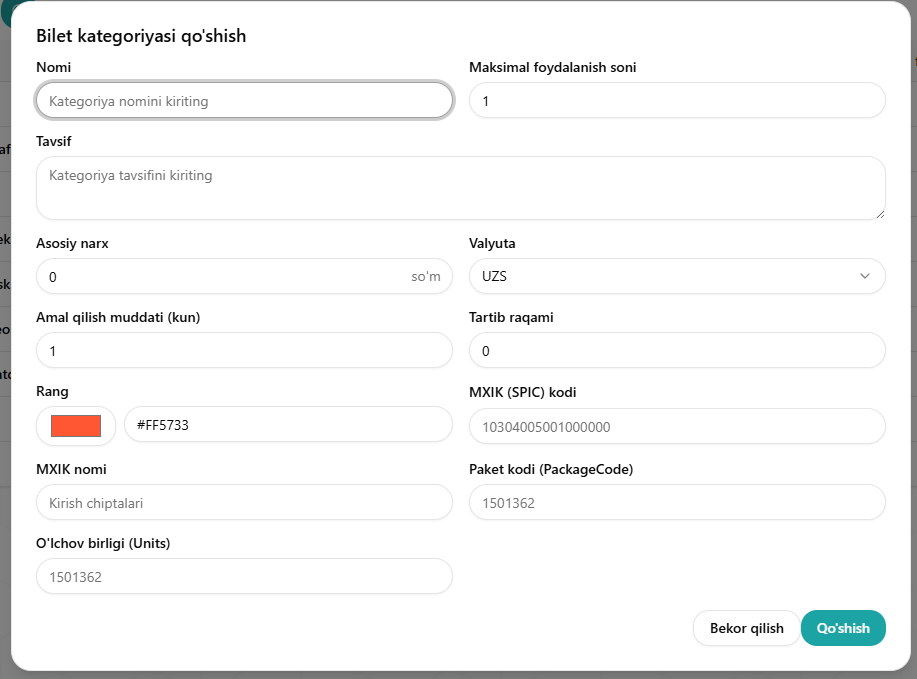 Bilet kategoriyasi qo'shish
Nomi
Maksimal foydalanish soni
Kategoriya nomini kiriting
1
Tavsif
Kategoriya tavsifini kiriting
Asosiy narx
Valyuta
0 so'm
UZS
Amal qilish muddati (kun)
Tartib raqami
1
0
Rang
MXIK (SPIC) kodi
#FF5733
10304005001000000
MXIK nomi
Paket kodi (PackageCode)
Kirish chiptalari
1501362
O'lchov birligi (Units)
1501362
Bekor qilish
Qo'shish